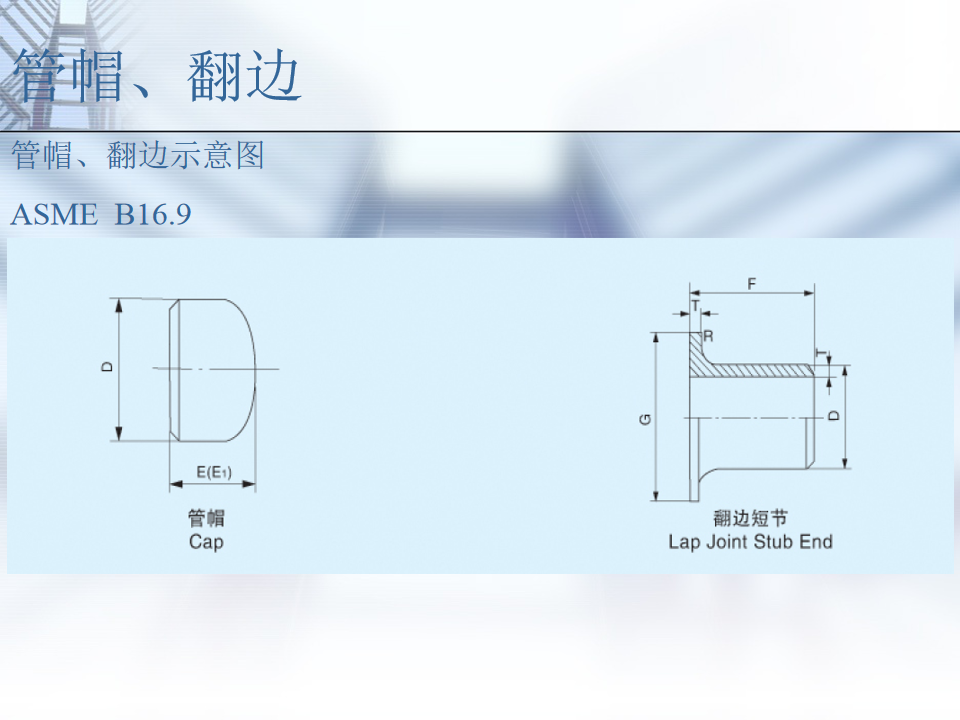 管帽、翻边
管帽、翻边示意图
ASME B16.9
D
E(E1)
管帽
Cap
F
T
R
T
G
D
翻边短节
Lap Joint Stub End